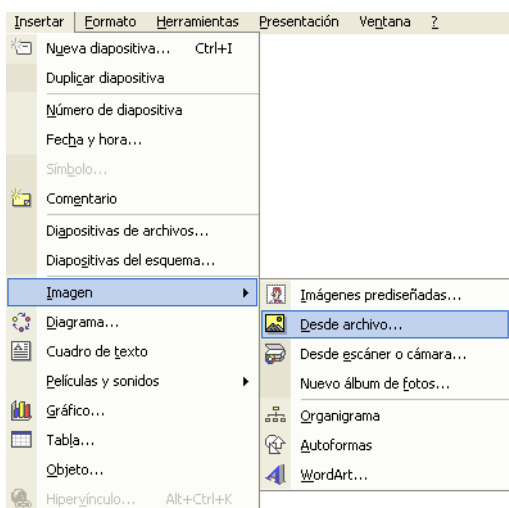 Insertar Formato Herramientas Presentación Ventana ?
Nueva diapositiva... Ctrl+I
Duplicar diapositiva
Número de diapositiva
Fecha y hora...
Símbolo...
Comentario
Diapositivas de archivos...
Diapositivas del esquema...
Imagen
Imágenes prediseñadas...
Diagrama...
Desde archivo...
Cuadro de texto
Desde escáner o cámara...
Películas y sonidos
Nuevo álbum de fotos...
Gráfico...
Organigrama
Tabla...
Autoformas
Objeto...
WordArt...
Hipervínculo... Alt+Ctrl+K